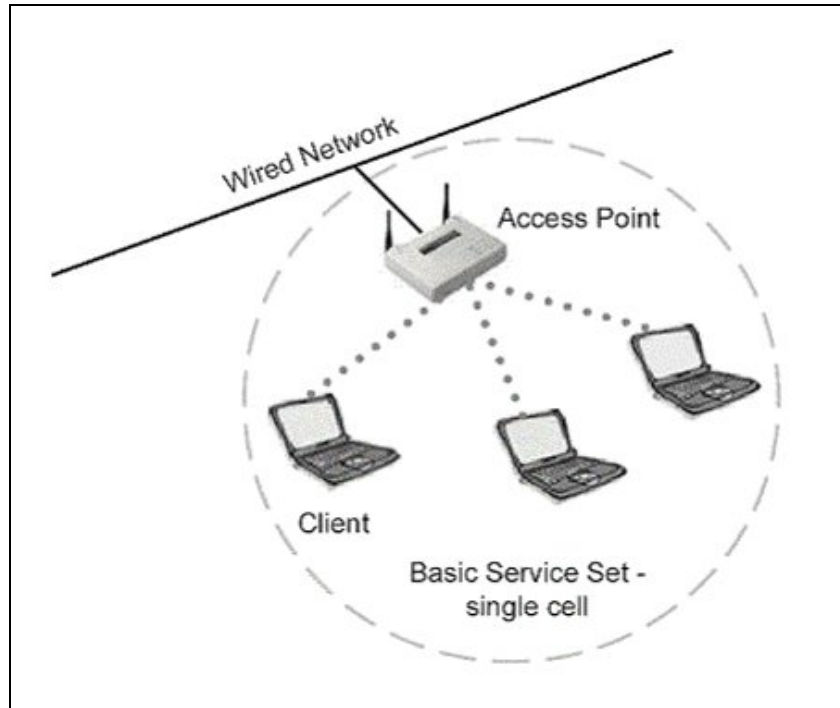 Wired Network
Access Point
Client
Basic Service Set -
single cell